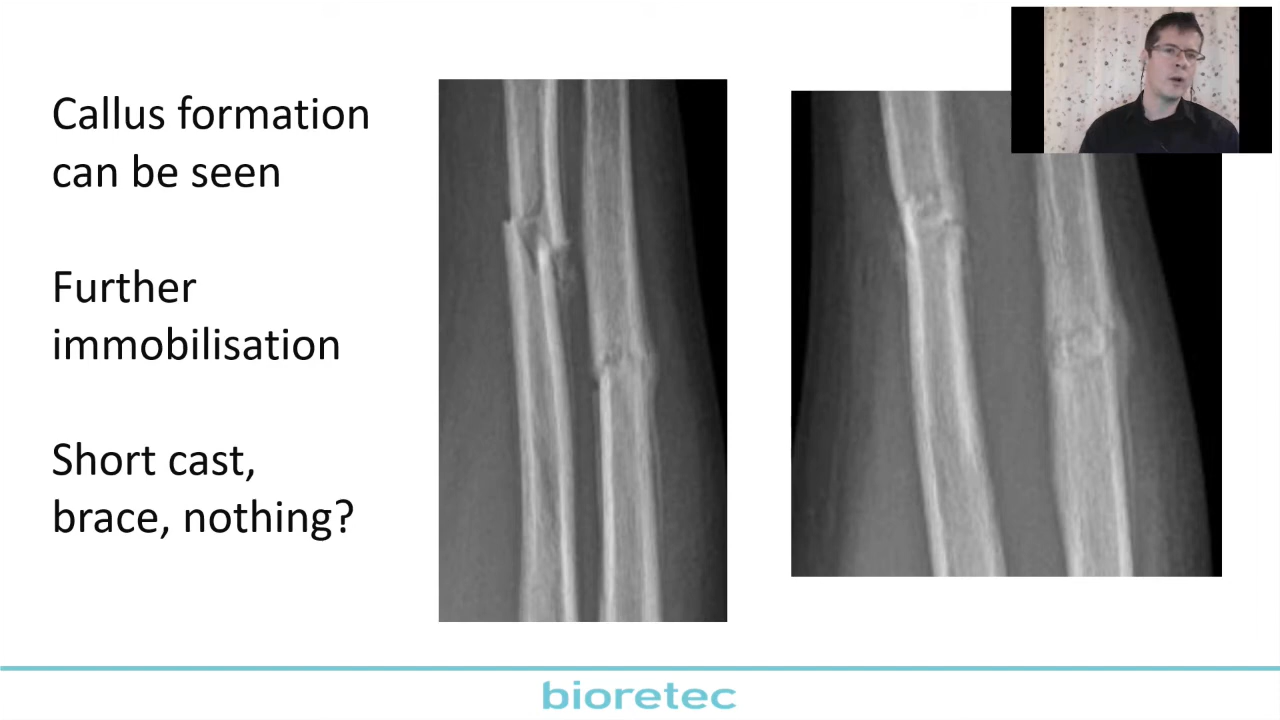 Callus formation
can be seen
Further
immobilisation
Short cast,
brace, nothing?
bioretec